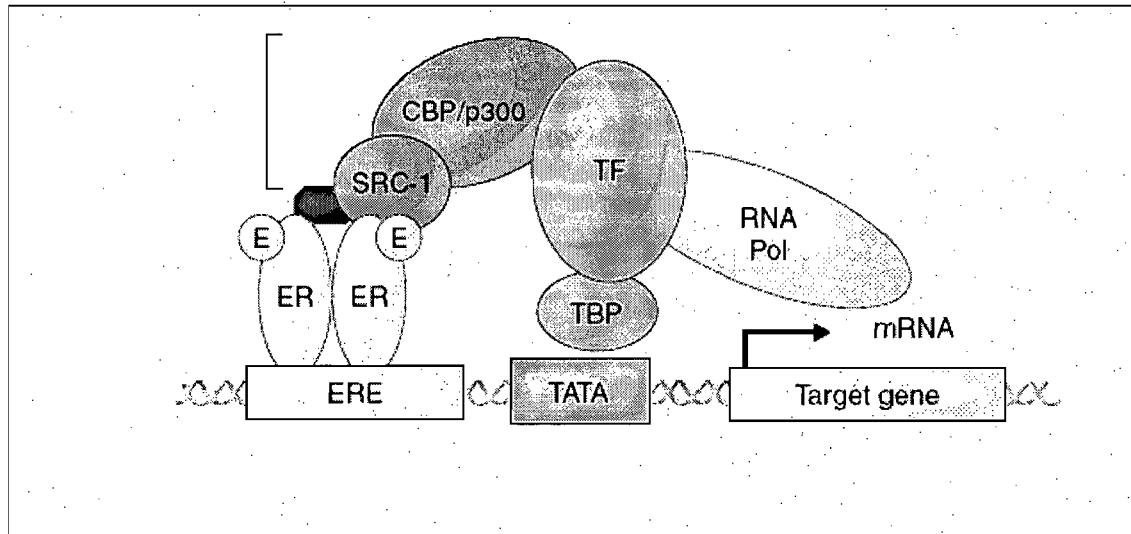 CBP/p300
SRC-1
TF
RNA
Pol
E
E
ER
ER
TBP
mRNA
ERE
TATA
Target gene